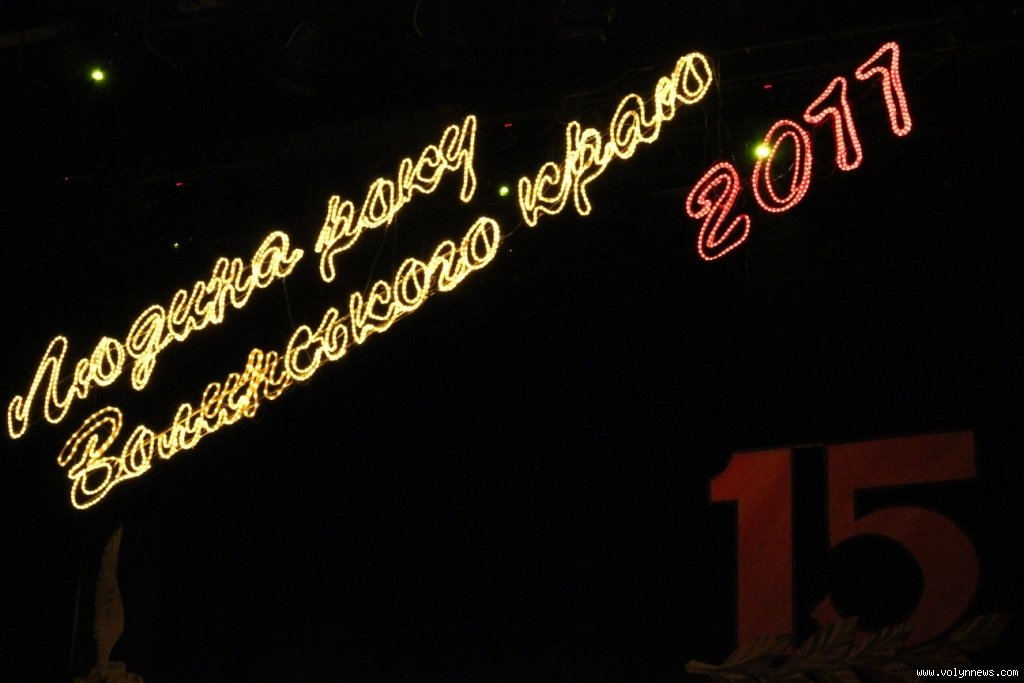 Людина року
Волинського краю
2011
15
www.volynnews.com